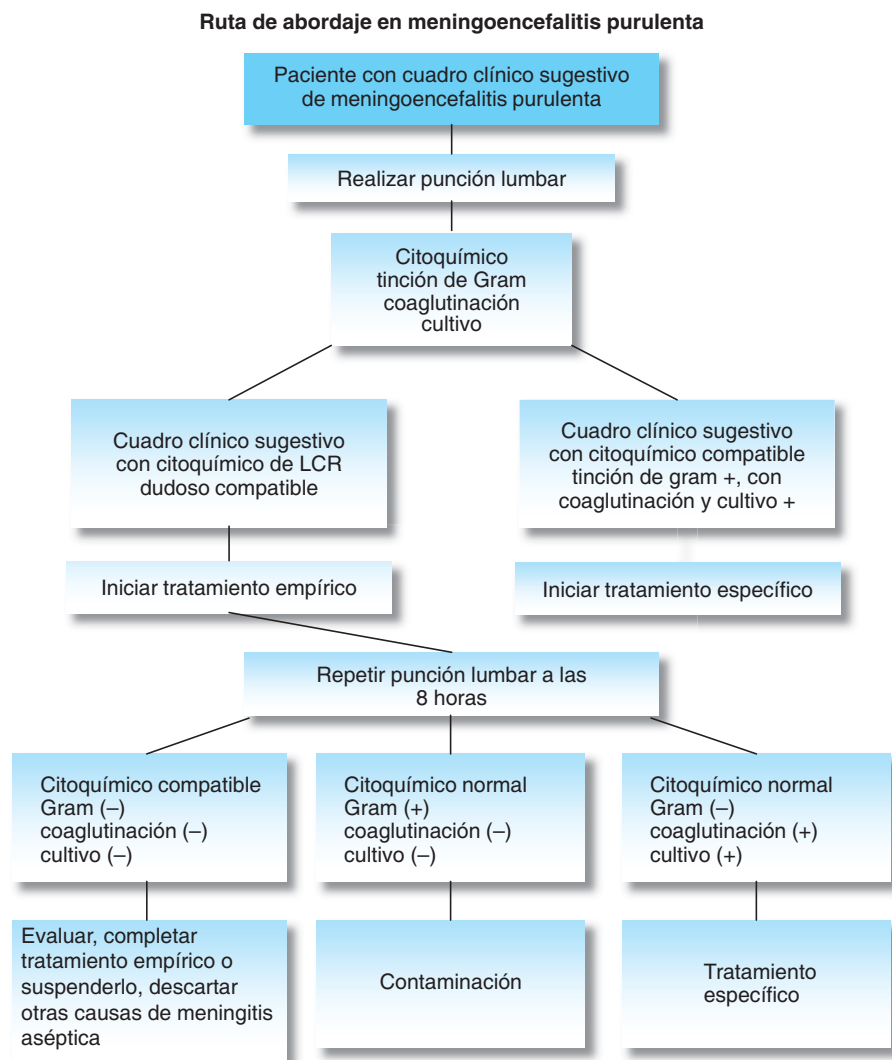 Ruta de abordaje en meningoencefalitis purulenta
Paciente con cuadro clínico sugestivo
de meningoencefalitis purulenta
Realizar punción lumbar
Citoquímico
tinción de Gram
coaglutinación
cultivo
Cuadro clínico sugestivo
con citoquímico de LCR
dudoso compatible
Cuadro clínico sugestivo
con citoquímico compatible
tinción de gram +, con
coaglutinación y cultivo +
Iniciar tratamiento empírico
Iniciar tratamiento específico
Repetir punción lumbar a las
8 horas
Citoquímico compatible
Gram (–)
coaglutinación (–)
cultivo (–)
Citoquímico normal
Gram (+)
coaglutinación (–)
cultivo (–)
Citoquímico normal
Gram (–)
coaglutinación (+)
cultivo (+)
Evaluar, completar
tratamiento empírico o
suspenderlo, descartar
otras causas de meningitis
aséptica
Contaminación
Tratamiento
específico